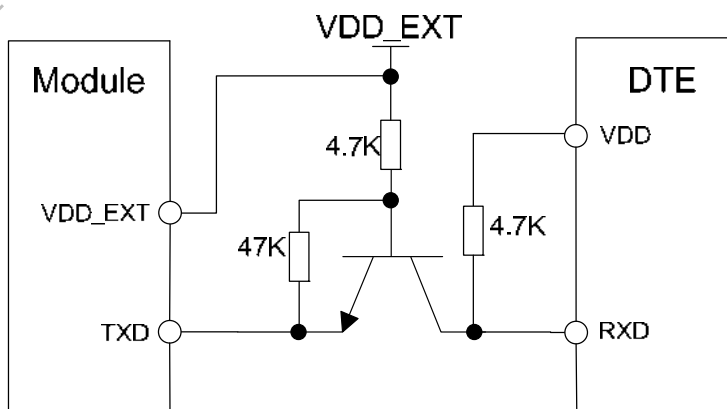 VDD_EXT
Module
DTE
4.7K
VDD
VDD_EXT
47K
4.7K
TXD
RXD